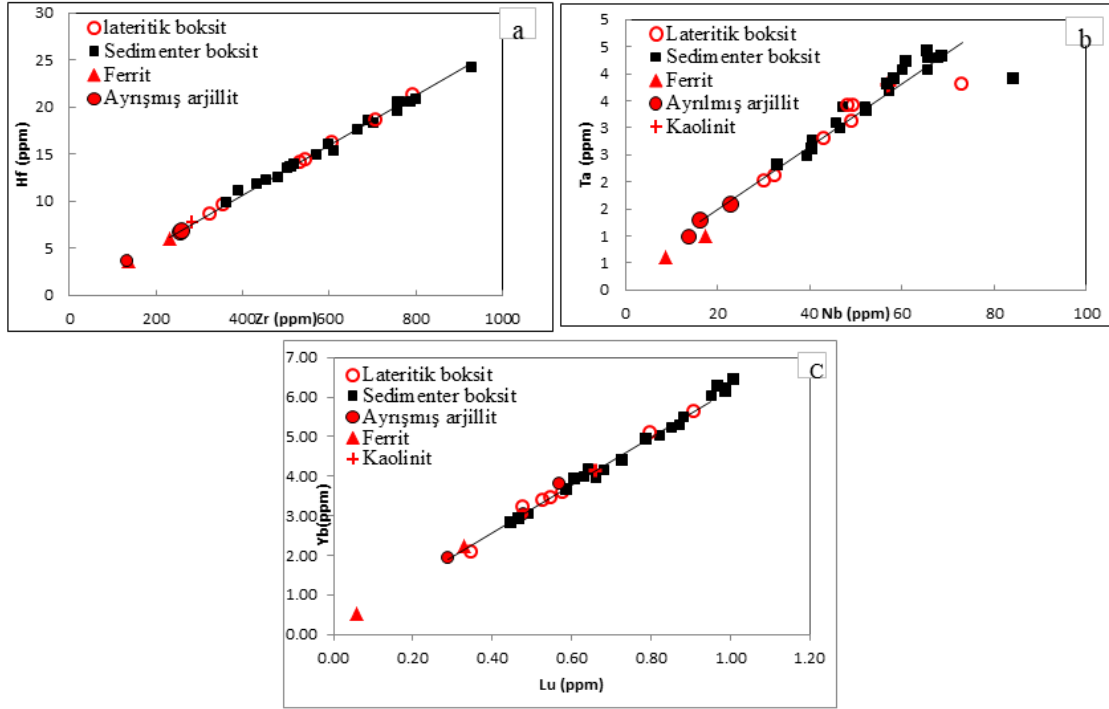 a
lateritik boksit
Sedimenter boksit
Ferrit
Ayrışmış arjillit
Hf (ppm)
30
25
20
15
10
5
0
0 200 400 600 800 1000
Zr (ppm)
b
Lateritik boksit
Sedimenter boksit
Ferrit
Ayrılmış arjillit
Kaolinit
Ta (ppm)
5
5
4
4
3
3
2
2
1
1
0
0 20 40 60 80 100
Nb (ppm)
C
Lateritik boksit
Sedimenter boksit
Ayrışmış arjillit
Ferrit
Kaolinit
Yb(ppm)
7.00
6.00
5.00
4.00
3.00
2.00
1.00
0.00
0.00 0.20 0.40 0.60 0.80 1.00 1.20
Lu (ppm)